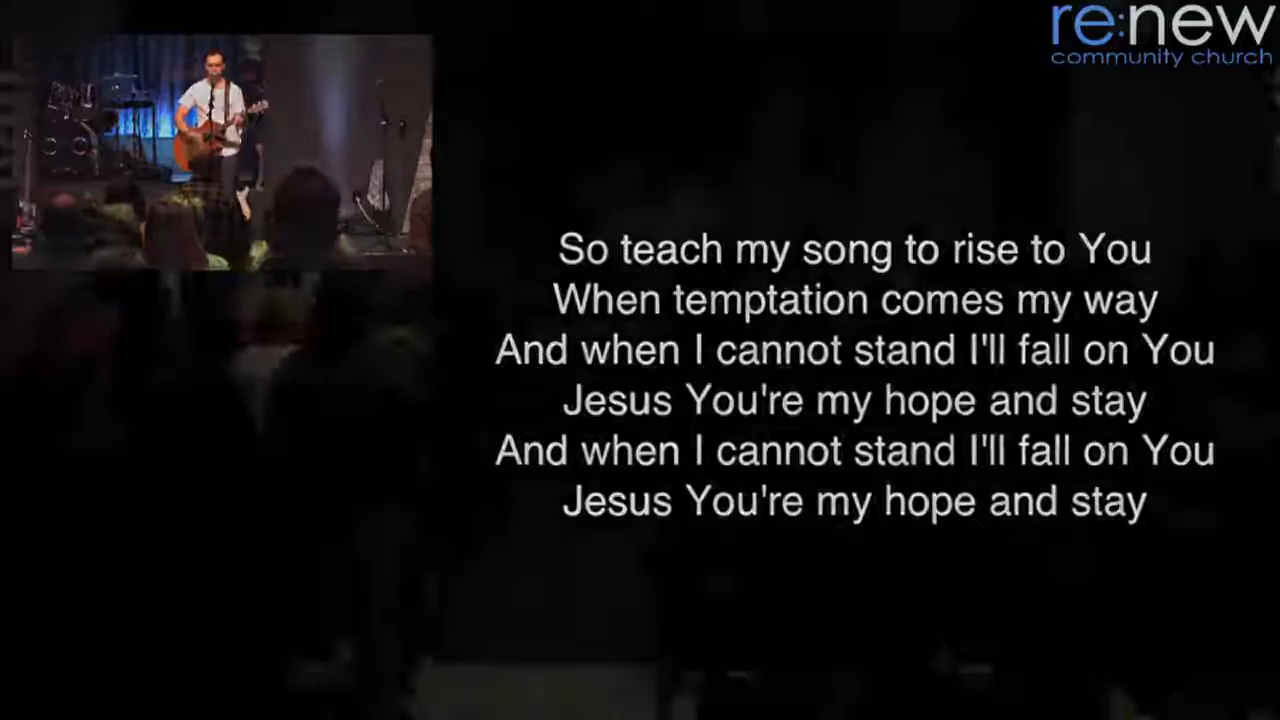 re:new
community church
So teach my song to rise to You
When temptation comes my way
And when I cannot stand I'll fall on You
Jesus You're my hope and stay
And when I cannot stand I'll fall on You
Jesus You're my hope and stay